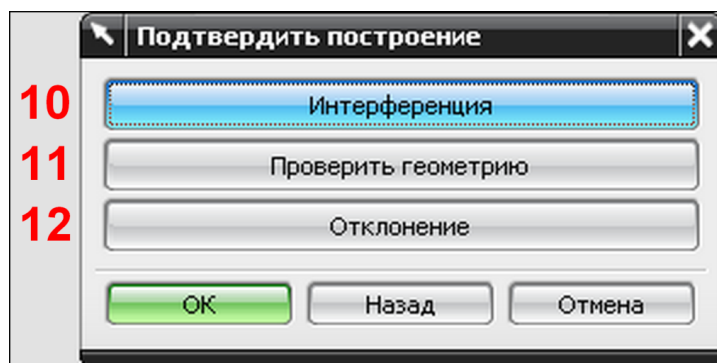 Подтвердить построение
10 Интерференция
11 Проверить геометрию
12 Отклонение
ОК Назад Отмена